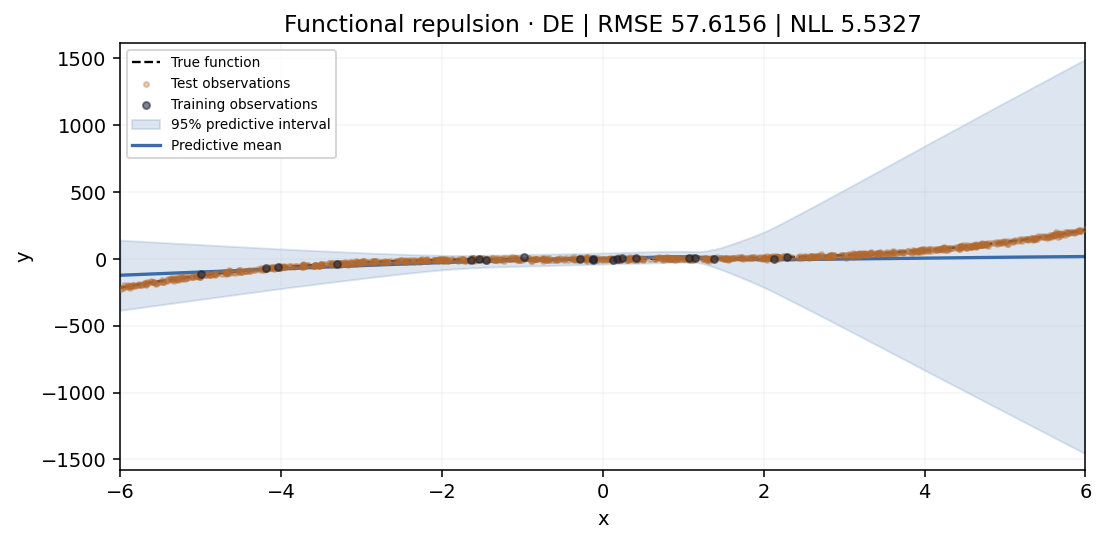 Functional repulsion · DE | RMSE 57.6156 | NLL 5.5327
True function
Test observations
Training observations
95% predictive interval
Predictive mean
1500
1000
500
0
−500
−1000
−1500
y
−6
−4
−2
0
2
4
6
x